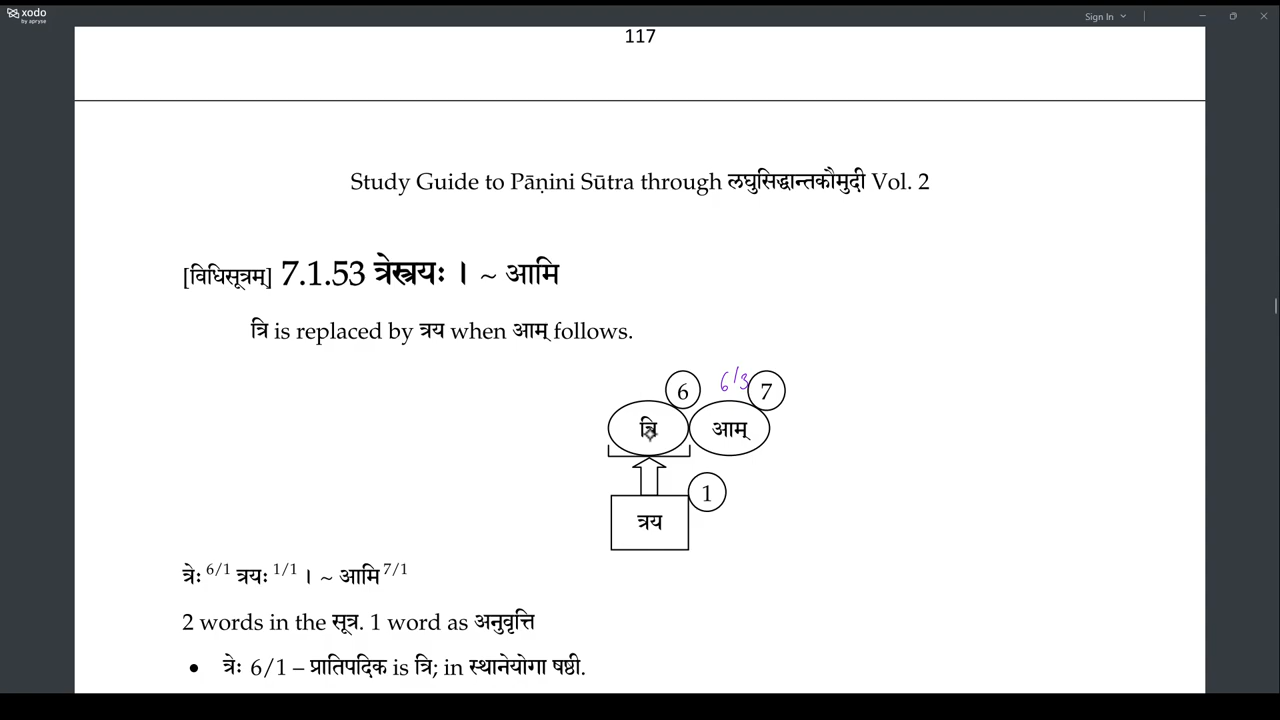 xodo
by apryse
Sign In
117
Study Guide to Pāṇini Sūtra through लघुसिद्धान्तकौमुदी Vol. 2
[विधिसूत्रम्] 7.1.53 त्रेस्त्रयः । ~ आमि
त्रि is replaced by त्रय when आम् follows.
6 6/3 7
त्रि आम्
1
त्रय
त्रेः 6/1 त्रयः 1/1 । ~ आमि 7/1
2 words in the सूत्र. 1 word as अनुवृत्ति
• त्रेः 6/1 – प्रातिपदिक is त्रि; in स्थानेयोगा षष्ठी.